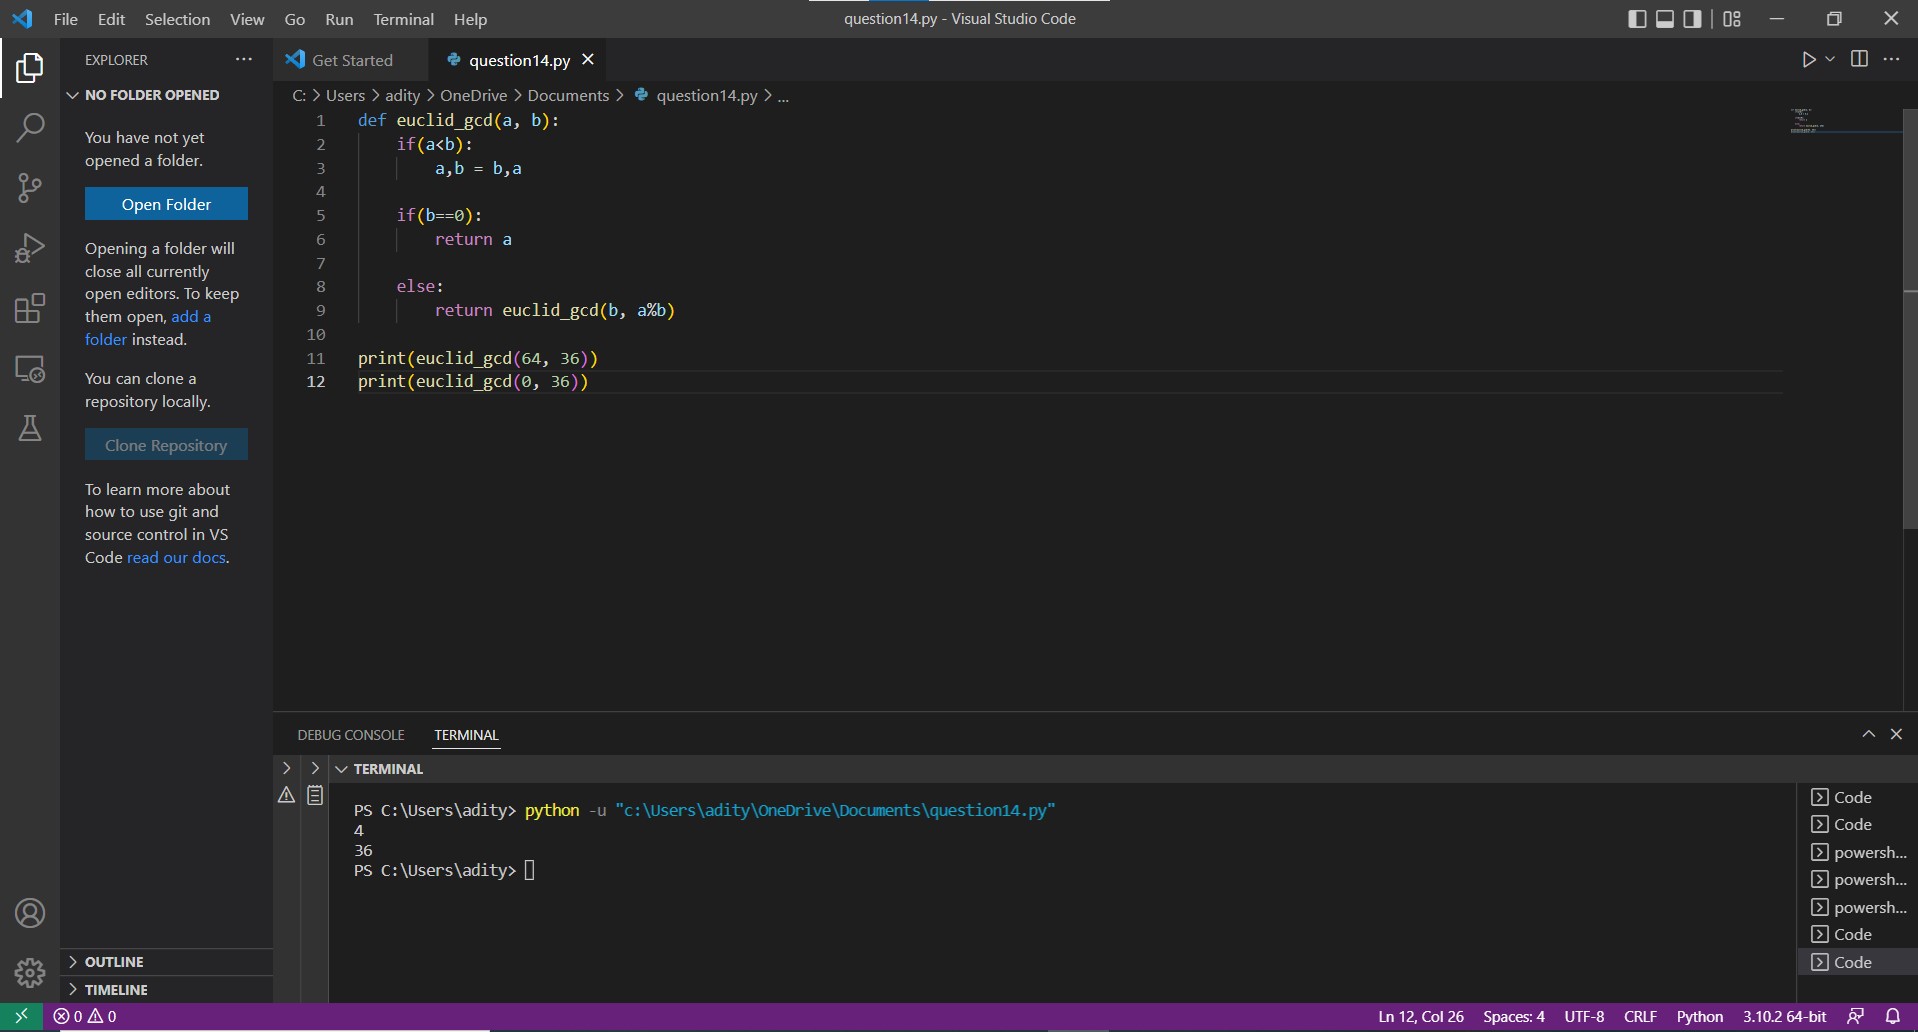 File Edit Selection View Go Run Terminal Help
question14.py - Visual Studio Code
EXPLORER
Get Started
question14.py
NO FOLDER OPENED
C: > Users > adity > OneDrive > Documents > question14.py > ...
You have not yet
opened a folder.
Open Folder
Opening a folder will
close all currently
open editors. To keep
them open, add a
folder instead.
You can clone a
repository locally.
Clone Repository
To learn more about
how to use git and
source control in VS
Code read our docs.
OUTLINE
TIMELINE
1 def euclid_gcd(a, b):
2 if(a<b):
3 a,b = b,a
4
5 if(b==0):
6 return a
7
8 else:
9 return euclid_gcd(b, a%b)
10
11 print(euclid_gcd(64, 36))
12 print(euclid_gcd(0, 36))
DEBUG CONSOLE TERMINAL
TERMINAL
PS C:\Users\adity> python -u "c:\Users\adity\OneDrive\Documents\question14.py"
4
36
PS C:\Users\adity>
Code
Code
powersh...
powersh...
powersh...
Code
Code
0 0
Ln 12, Col 26 Spaces: 4 UTF-8 CRLF Python 3.10.2 64-bit